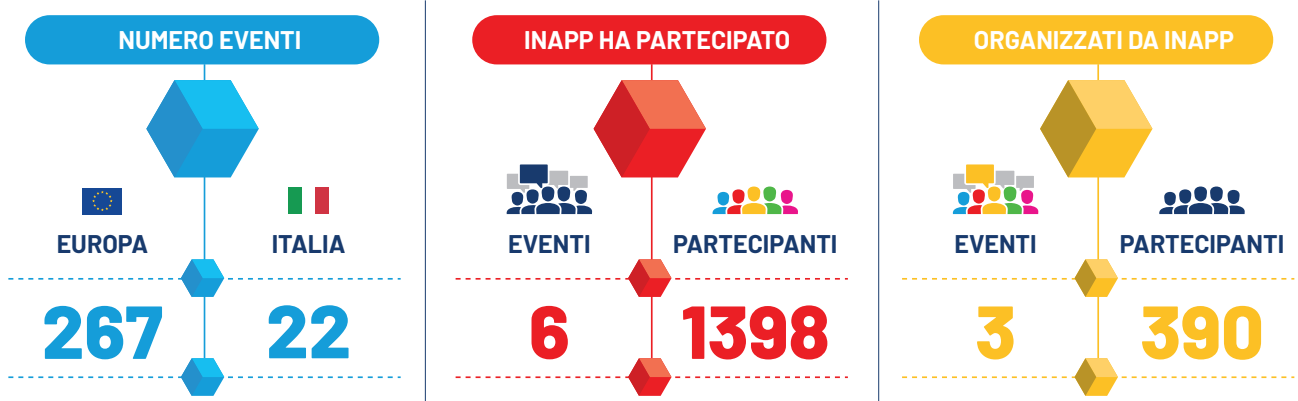 NUMERO EVENTI
EUROPA
ITALIA
267
22
INAPP HA PARTECIPATO
EVENTI
PARTECIPANTI
6
1398
ORGANIZZATI DA INAPP
EVENTI
PARTECIPANTI
3
390